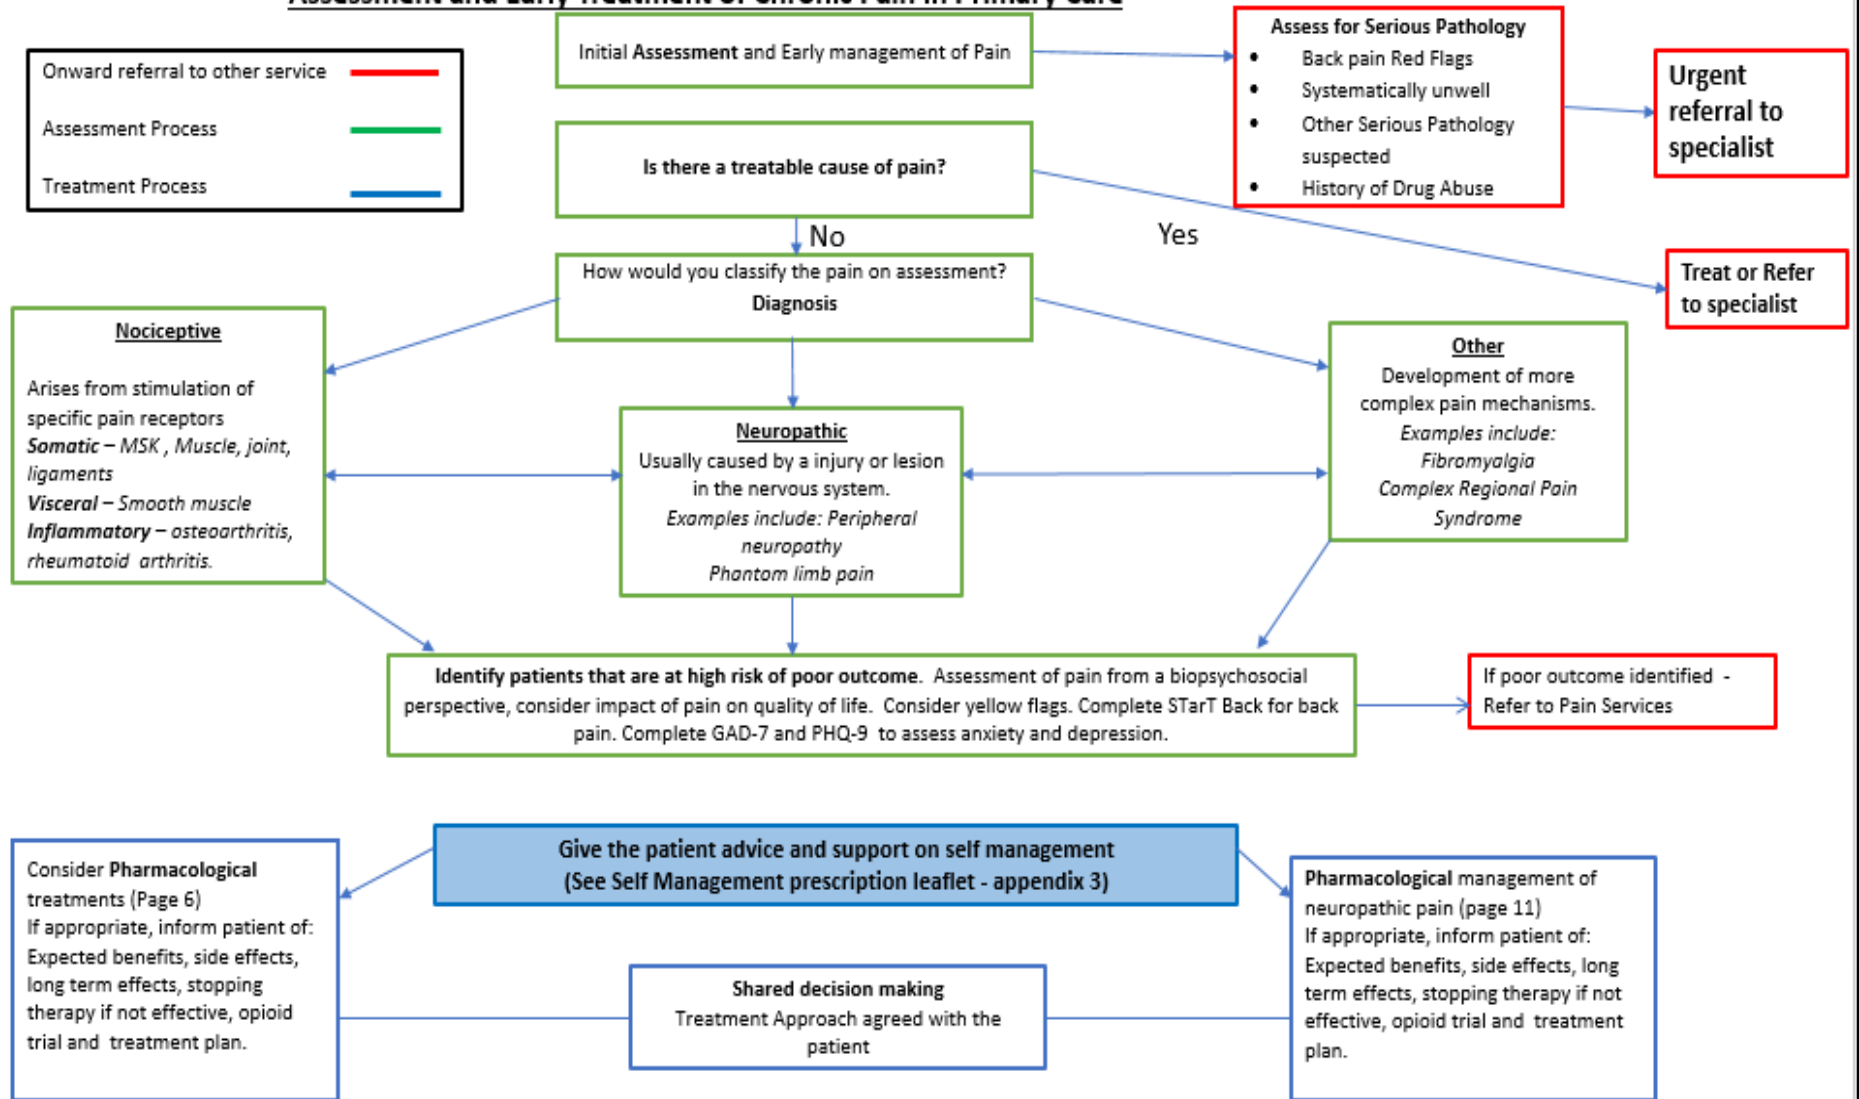 Assessment and Early Treatment of Chronic Pain in Primary Care
Onward referral to other service
Assessment Process
Treatment Process
Initial Assessment and Early management of Pain
Assess for Serious Pathology
• Back pain Red Flags
• Systematically unwell
• Other Serious Pathology
suspected
• History of Drug Abuse
Urgent
referral to
specialist
Is there a treatable cause of pain?
No
Yes
Treat or Refer
to specialist
How would you classify the pain on assessment?
Diagnosis
Nociceptive
Arises from stimulation of
specific pain receptors
Somatic – MSK , Muscle, joint,
ligaments
Visceral – Smooth muscle
Inflammatory – osteoarthritis,
rheumatoid arthritis.
Neuropathic
Usually caused by a injury or lesion
in the nervous system.
Examples include: Peripheral
neuropathy
Phantom limb pain
Other
Development of more
complex pain mechanisms.
Examples include:
Fibromyalgia
Complex Regional Pain
Syndrome
Identify patients that are at high risk of poor outcome. Assessment of pain from a biopsychosocial
perspective, consider impact of pain on quality of life. Consider yellow flags. Complete STarT Back for back
pain. Complete GAD-7 and PHQ-9 to assess anxiety and depression.
If poor outcome identified -
Refer to Pain Services
Give the patient advice and support on self management
(See Self Management prescription leaflet - appendix 3)
Consider Pharmacological
treatments (Page 6)
If appropriate, inform patient of:
Expected benefits, side effects,
long term effects, stopping
therapy if not effective, opioid
trial and treatment plan.
Shared decision making
Treatment Approach agreed with the
patient
Pharmacological management of
neuropathic pain (page 11)
If appropriate, inform patient of:
Expected benefits, side effects, long
term effects, stopping therapy if not
effective, opioid trial and treatment
plan.